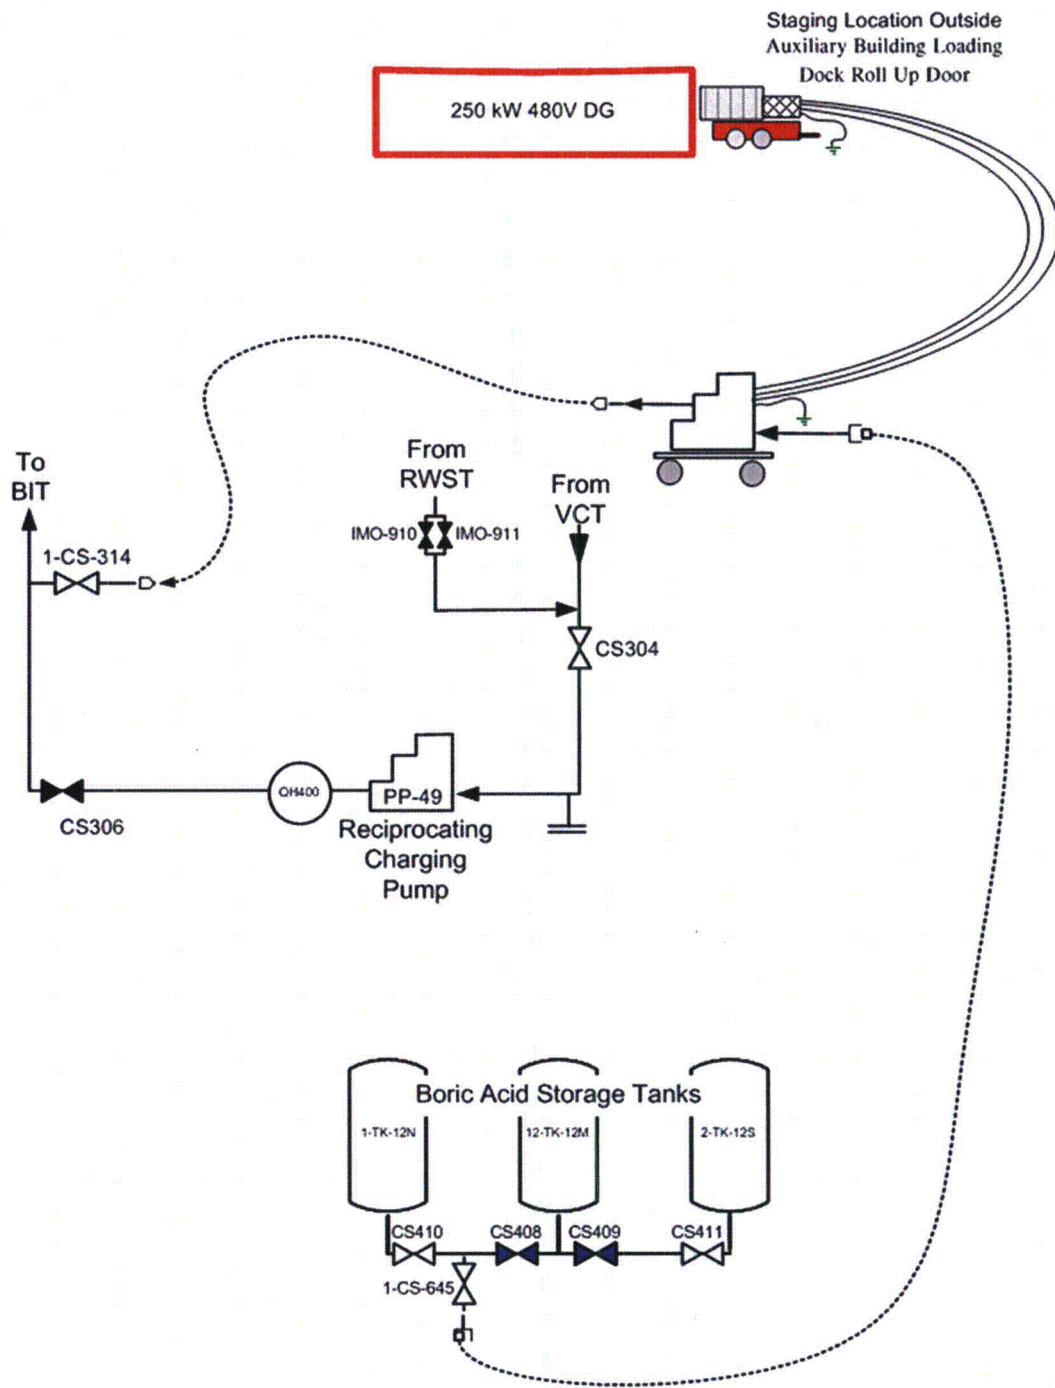 Staging Location Outside
Auxiliary Building Loading
Dock Roll Up Door
250 kW 480V DG
To
BIT
From
RWST
From
VCT
IMO-910
IMO-911
1-CS-314
CS304
QH400
PP-49
CS306
Reciprocating
Charging
Pump
Boric Acid Storage Tanks
1-TK-12N
12-TK-12M
2-TK-12S
CS410
CS408
CS409
CS411
1-CS-645